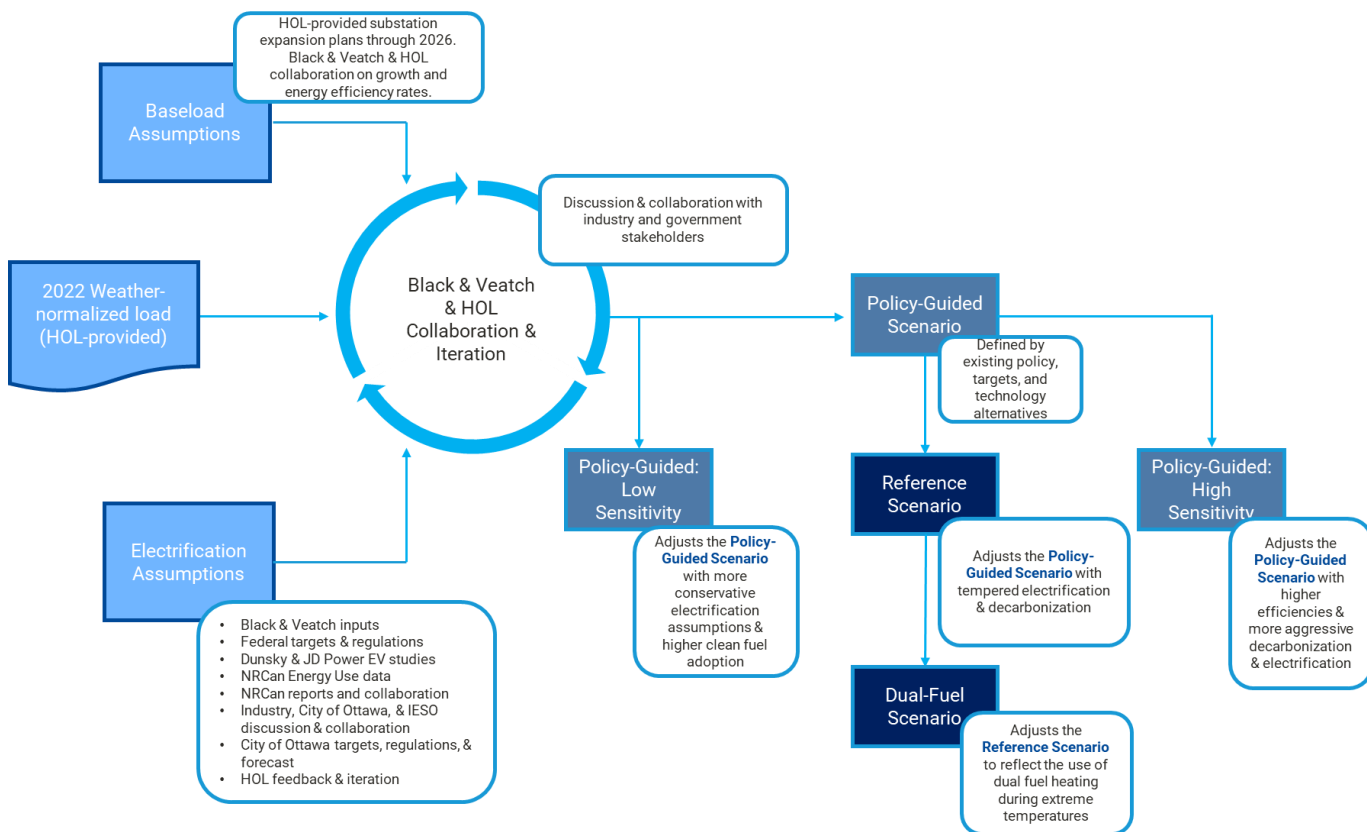 HOL-provided substation
expansion plans through 2026.
Black & Veatch & HOL
collaboration on growth and
energy efficiency rates.
Baseload
Assumptions
Discussion & collaboration with
industry and government
stakeholders
2022 Weather-
normalized load
(HOL-provided)
Black & Veatch
& HOL
Collaboration &
Iteration
Policy-Guided
Scenario
Defined by
existing policy,
targets, and
technology
alternatives
Policy-Guided:
Low
Sensitivity
Adjusts the Policy-
Guided Scenario
with more
conservative
electrification
assumptions &
higher clean fuel
adoption
Reference
Scenario
Adjusts the Policy-
Guided Scenario with
tempered electrification
& decarbonization
Policy-Guided:
High
Sensitivity
Adjusts the
Policy-Guided
Scenario with
higher
efficiencies &
more aggressive
decarbonization
& electrification
Electrification
Assumptions
• Black & Veatch inputs
• Federal targets & regulations
• Dunsky & JD Power EV studies
• NRCan Energy Use data
• NRCan reports and collaboration
• Industry, City of Ottawa, & IESO
discussion & collaboration
• City of Ottawa targets, regulations, &
forecast
• HOL feedback & iteration
Dual-Fuel
Scenario
Adjusts the
Reference Scenario
to reflect the use of
dual fuel heating
during extreme
temperatures